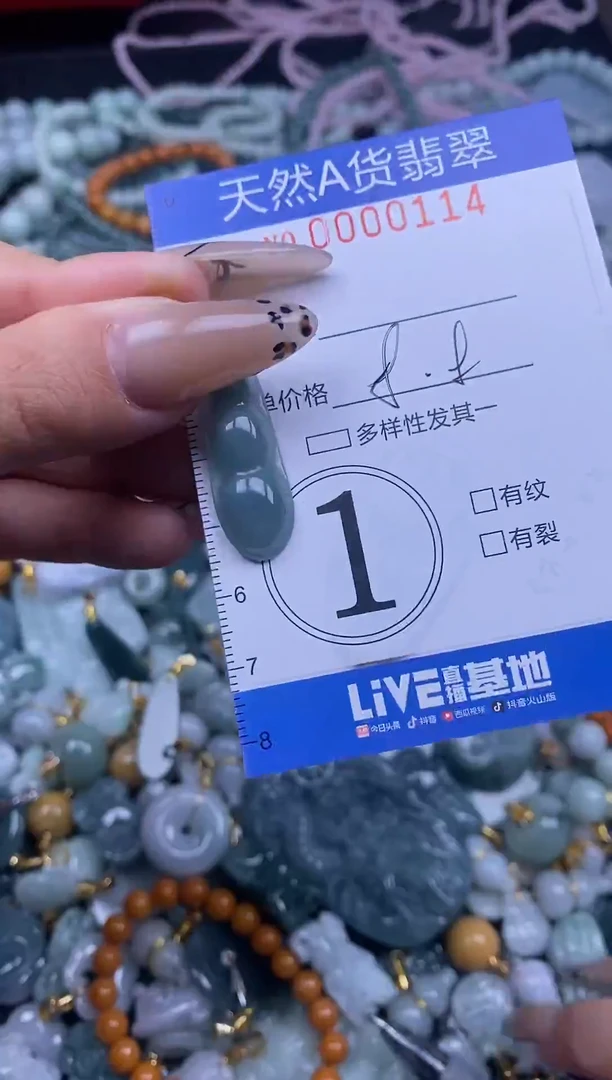 天然A货翡翠
NO 0000114
单价格
多样性发其一
1
有纹
有裂
6
7
8
LiVE直播基地
今日头条 抖音 西瓜视频 抖音火山版